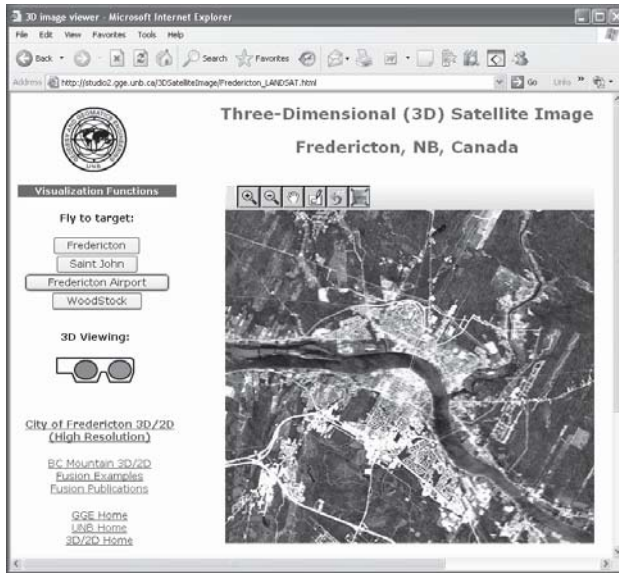 3D image viewer - Microsoft Internet Explorer
File Edit View Favorites Tools Help
Back Search Favorites
Address http://studio2.gge.unb.ca/3DSatelliteImage/Fredericton_LANDSAT.html Go Links »
Three-Dimensional (3D) Satellite Image
Fredericton, NB, Canada
UNB
Visualization Functions
Fly to target:
Fredericton
Saint John
Fredericton Airport
WoodStock
3D Viewing:
City of Fredericton 3D/2D
(High Resolution)
BC Mountain 3D/2D
Fusion Examples
Fusion Publications
GGE Home
UNB Home
3D/2D Home